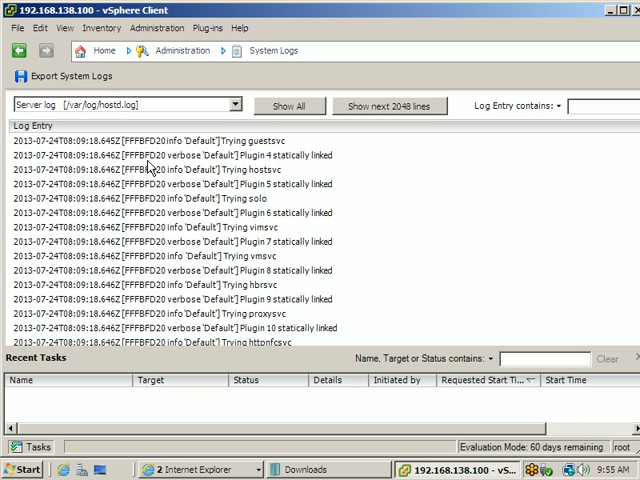 192.168.138.100 - vSphere Client
File Edit View Inventory Administration Plug-ins Help
Home Administration System Logs
Export System Logs
Server log [/var/log/hostd.log] Show All Show next 2048 lines Log Entry contains:
Log Entry
2013-07-24T08:09:18.645Z [FFFBFD20 info 'Default'] Trying guestsvc
2013-07-24T08:09:18.646Z [FFFBFD20 verbose 'Default'] Plugin 4 statically linked
2013-07-24T08:09:18.646Z [FFFBFD20 info 'Default'] Trying hostsvc
2013-07-24T08:09:18.646Z [FFFBFD20 verbose 'Default'] Plugin 5 statically linked
2013-07-24T08:09:18.646Z [FFFBFD20 info 'Default'] Trying solo
2013-07-24T08:09:18.646Z [FFFBFD20 verbose 'Default'] Plugin 6 statically linked
2013-07-24T08:09:18.646Z [FFFBFD20 info 'Default'] Trying vimsvc
2013-07-24T08:09:18.646Z [FFFBFD20 verbose 'Default'] Plugin 7 statically linked
2013-07-24T08:09:18.646Z [FFFBFD20 info 'Default'] Trying vmsvc
2013-07-24T08:09:18.646Z [FFFBFD20 verbose 'Default'] Plugin 8 statically linked
2013-07-24T08:09:18.646Z [FFFBFD20 info 'Default'] Trying hbrsvc
2013-07-24T08:09:18.646Z [FFFBFD20 verbose 'Default'] Plugin 9 statically linked
2013-07-24T08:09:18.646Z [FFFBFD20 info 'Default'] Trying proxysvc
2013-07-24T08:09:18.646Z [FFFBFD20 verbose 'Default'] Plugin 10 statically linked
2013-07-24T08:09:18.646Z [FFFBFD20 info 'Default'] Trying httpnfcsvc
Recent Tasks Name, Target or Status contains: Clear
Name Target Status Details Initiated by Requested Start Ti... Start Time
Tasks Evaluation Mode: 60 days remaining root
Start 2 Internet Explorer Downloads 192.168.138.100 - vS... 9:55 AM